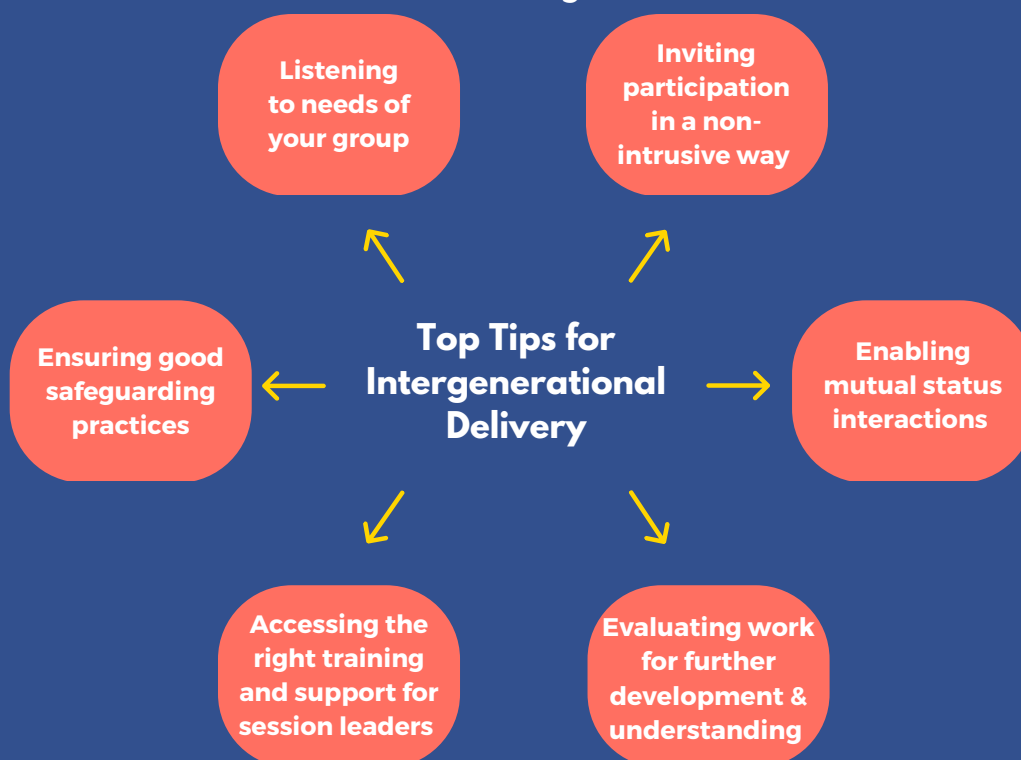 Listening
to needs of
your group
Inviting
participation
in a non-
intrusive way
Top Tips for
Intergenerational
Delivery
Ensuring good
safeguarding
practices
Enabling
mutual status
interactions
Accessing the
right training
and support for
session leaders
Evaluating work
for further
development &
understanding